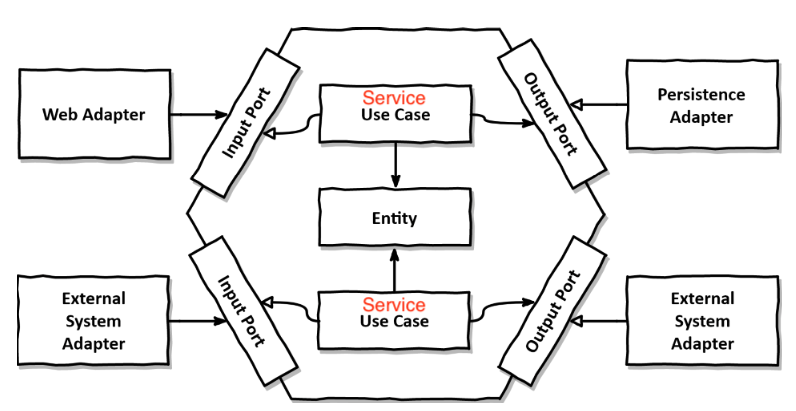 Web Adapter
Input Port
Service
Use Case
Output Port
Persistence
Adapter
Entity
External
System
Adapter
Input Port
Service
Use Case
Output Port
External
System
Adapter